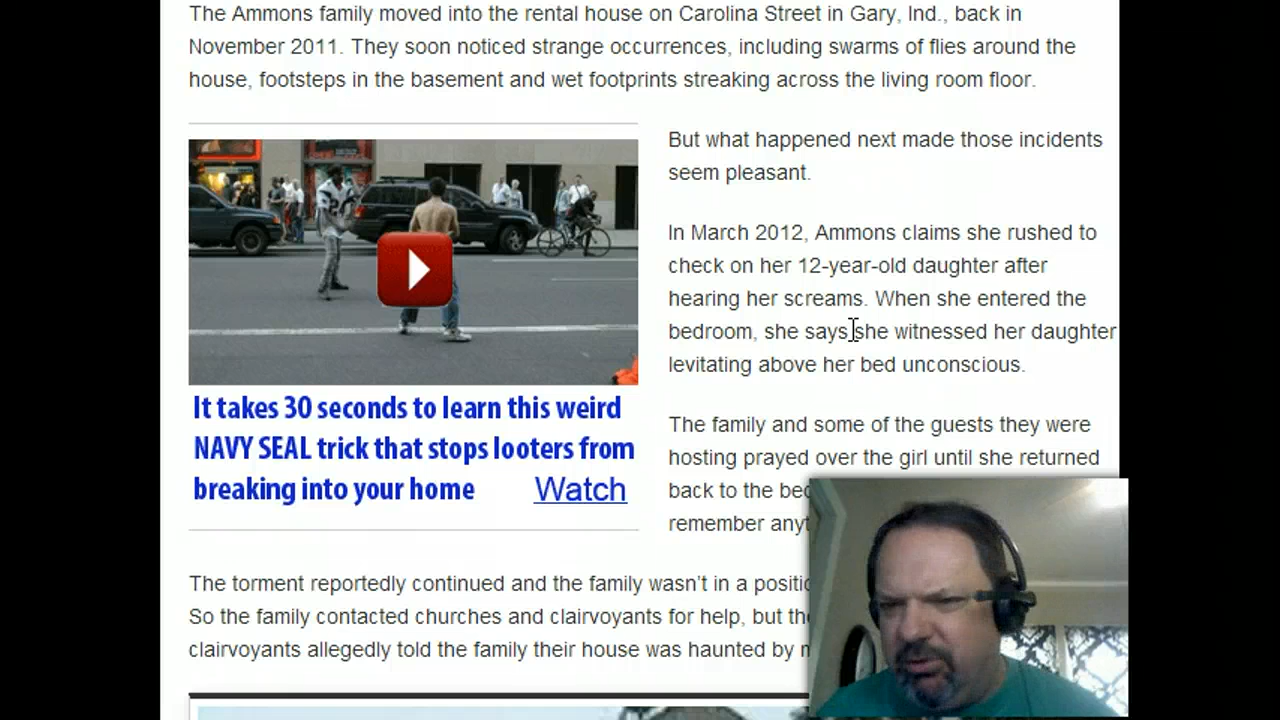 The Ammons family moved into the rental house on Carolina Street in Gary, Ind., back in
November 2011. They soon noticed strange occurrences, including swarms of flies around the
house, footsteps in the basement and wet footprints streaking across the living room floor.
But what happened next made those incidents
seem pleasant.
In March 2012, Ammons claims she rushed to
check on her 12-year-old daughter after
hearing her screams. When she entered the
bedroom, she says she witnessed her daughter
levitating above her bed unconscious.
It takes 30 seconds to learn this weird
NAVY SEAL trick that stops looters from
breaking into your home Watch
The family and some of the guests they were
hosting prayed over the girl until she returned
back to the
remember
The torment reportedly continued and the family wasn't in a
So the family contacted churches and clairvoyants for help, but
clairvoyants allegedly told the family their house was haunted by